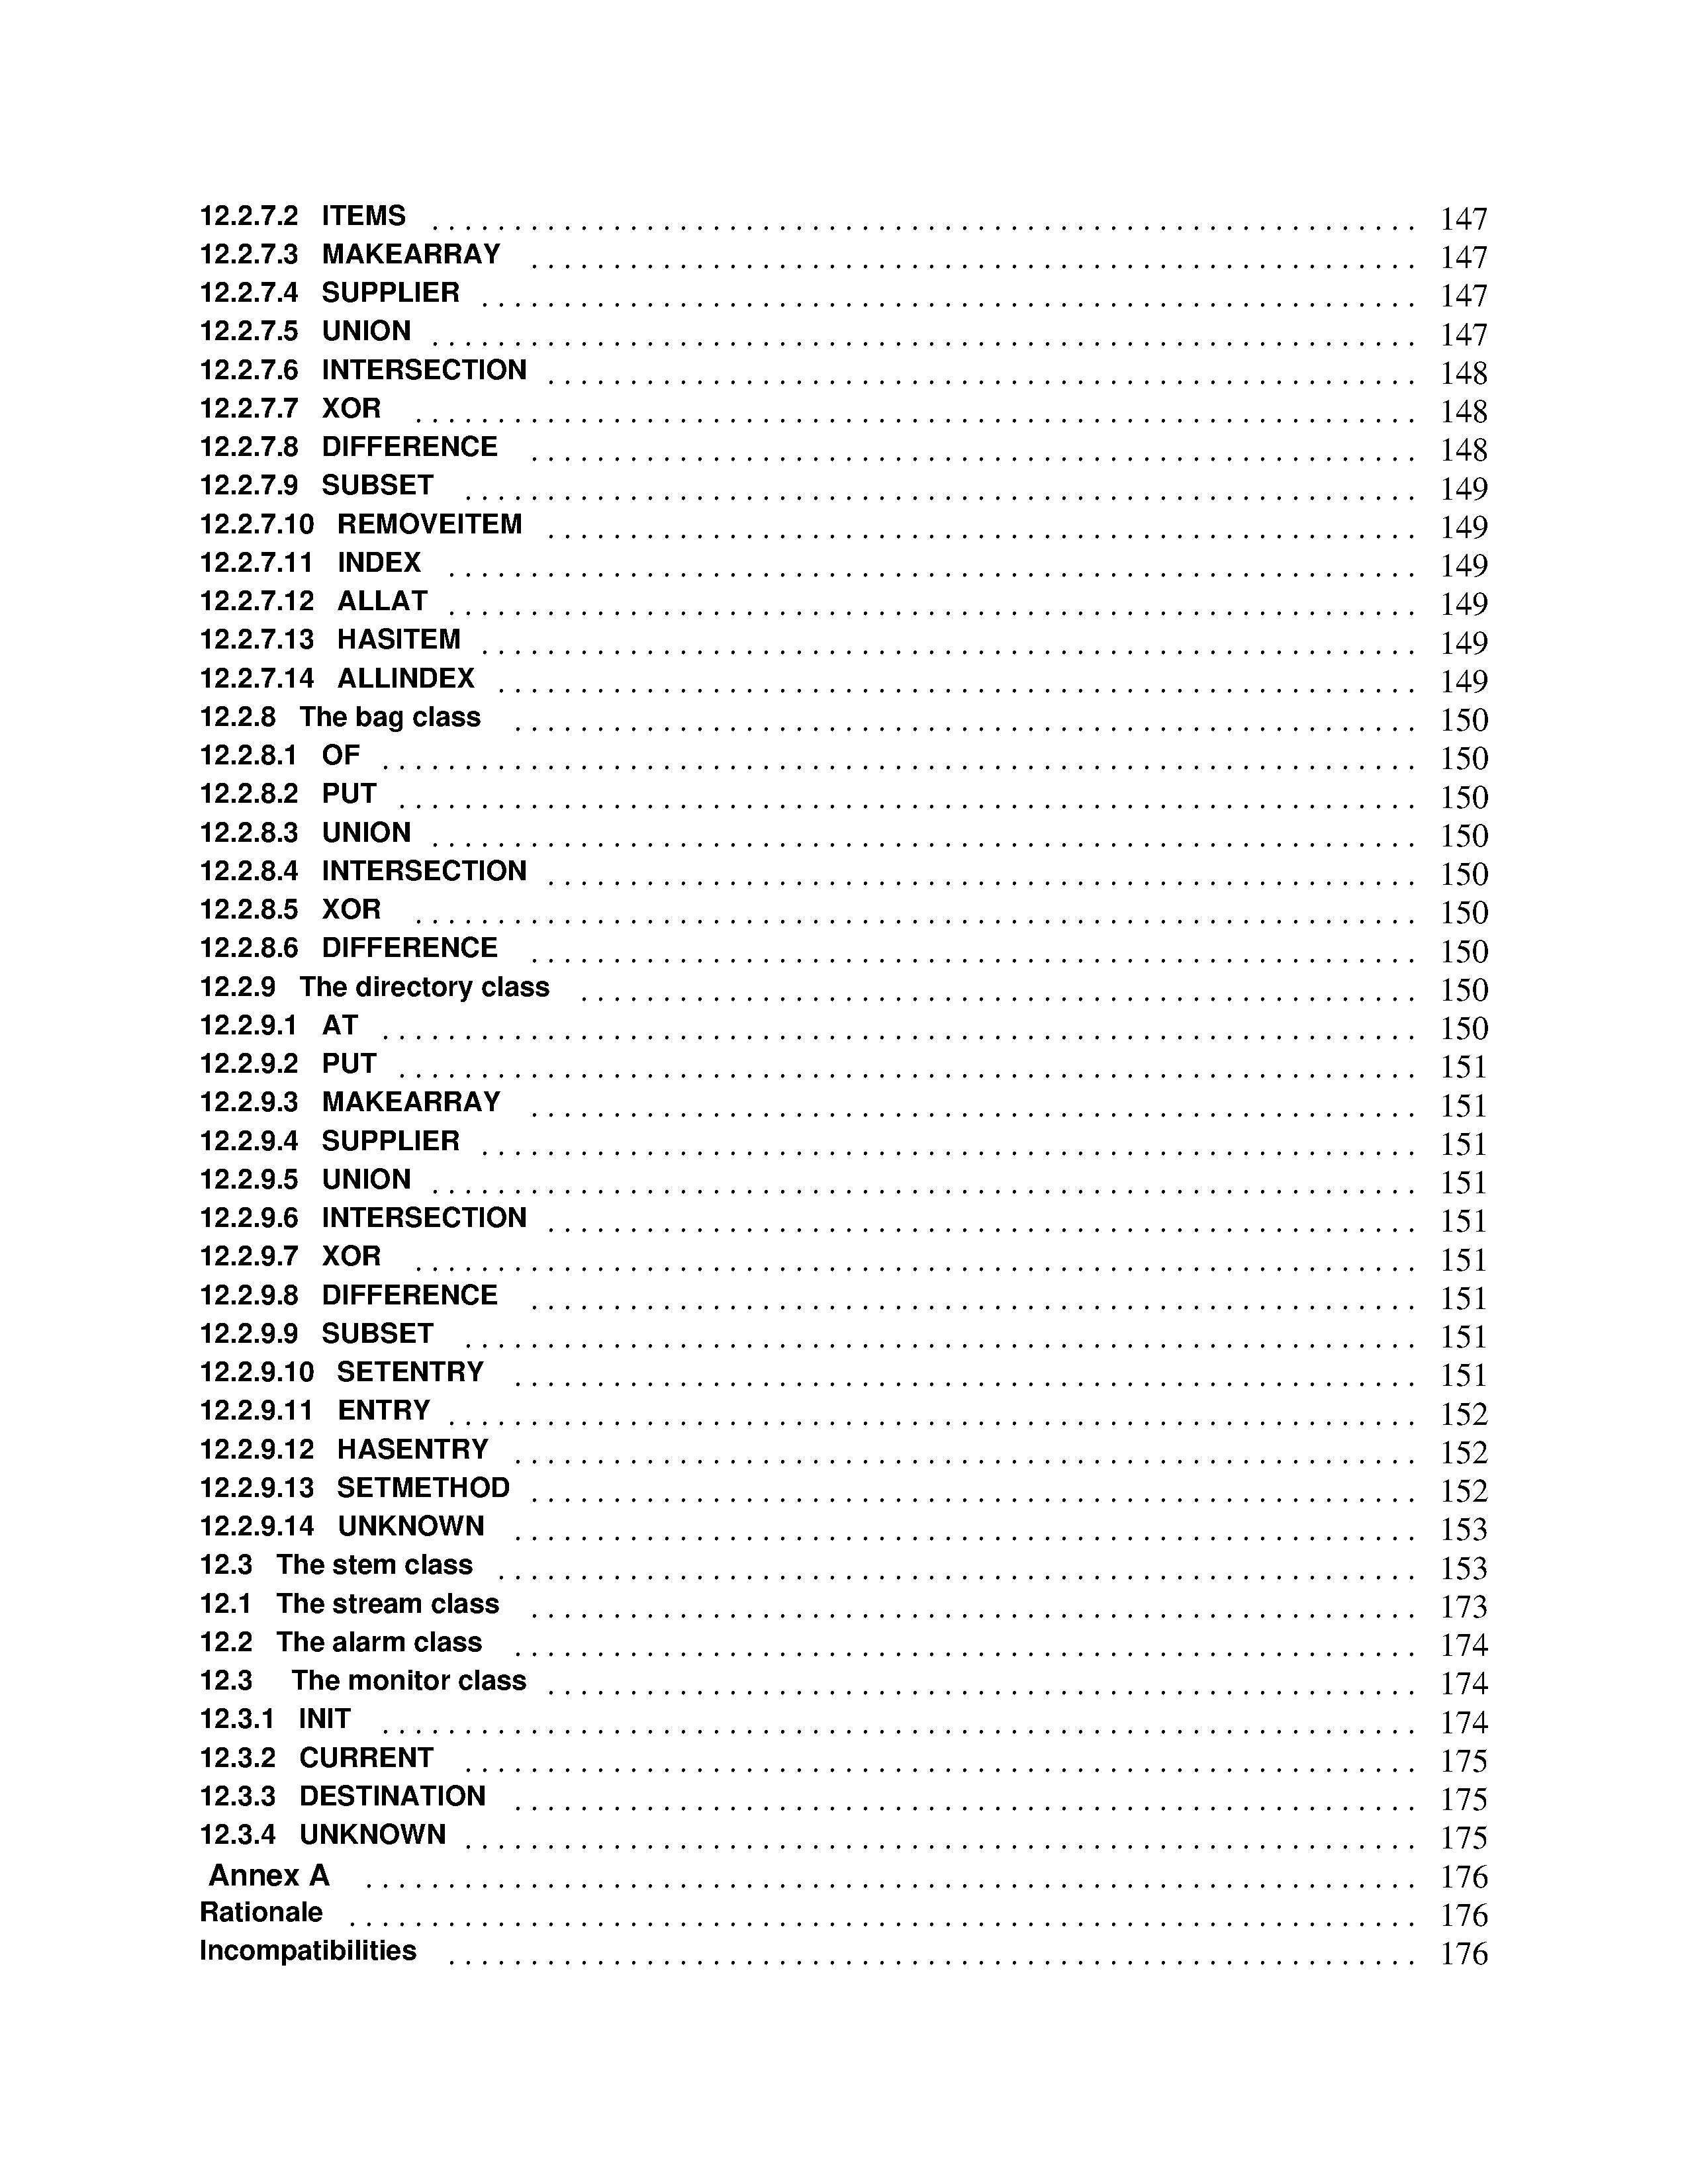 12.2.7.2 ITEMS . . . . . . . . . . 147
12.2.7.3 MAKEARRAY . . . . . . . . . . 147
12.2.7.4 SUPPLIER . . . . . . . . . . 147
12.2.7.5 UNION . . . . . . . . . . 147
12.2.7.6 INTERSECTION . . . . . . . . . . 148
12.2.7.7 XOR . . . . . . . . . . 148
12.2.7.8 DIFFERENCE . . . . . . . . . . 148
12.2.7.9 SUBSET . . . . . . . . . . 149
12.2.7.10 REMOVEITEM . . . . . . . . . . 149
12.2.7.11 INDEX . . . . . . . . . . 149
12.2.7.12 ALLAT . . . . . . . . . . 149
12.2.7.13 HASITEM . . . . . . . . . . 149
12.2.7.14 ALLINDEX . . . . . . . . . . 149
12.2.8 The bag class . . . . . . . . . . 150
12.2.8.1 OF . . . . . . . . . . 150
12.2.8.2 PUT . . . . . . . . . . 150
12.2.8.3 UNION . . . . . . . . . . 150
12.2.8.4 INTERSECTION . . . . . . . . . . 150
12.2.8.5 XOR . . . . . . . . . . 150
12.2.8.6 DIFFERENCE . . . . . . . . . . 150
12.2.9 The directory class . . . . . . . . . . 150
12.2.9.1 AT . . . . . . . . . . 150
12.2.9.2 PUT . . . . . . . . . . 151
12.2.9.3 MAKEARRAY . . . . . . . . . . 151
12.2.9.4 SUPPLIER . . . . . . . . . . 151
12.2.9.5 UNION . . . . . . . . . . 151
12.2.9.6 INTERSECTION . . . . . . . . . . 151
12.2.9.7 XOR . . . . . . . . . . 151
12.2.9.8 DIFFERENCE . . . . . . . . . . 151
12.2.9.9 SUBSET . . . . . . . . . . 151
12.2.9.10 SETENTRY . . . . . . . . . . 151
12.2.9.11 ENTRY . . . . . . . . . . 152
12.2.9.12 HASENTRY . . . . . . . . . . 152
12.2.9.13 SETMETHOD . . . . . . . . . . 152
12.2.9.14 UNKNOWN . . . . . . . . . . 153
12.3 The stem class . . . . . . . . . . 153
12.1 The stream class . . . . . . . . . . 173
12.2 The alarm class . . . . . . . . . . 174
12.3 The monitor class . . . . . . . . . . 174
12.3.1 INIT . . . . . . . . . . 174
12.3.2 CURRENT . . . . . . . . . . 175
12.3.3 DESTINATION . . . . . . . . . . 175
12.3.4 UNKNOWN . . . . . . . . . . 175
Annex A . . . . . . . . . . 176
Rationale . . . . . . . . . . 176
Incompatibilities . . . . . . . . . . 176